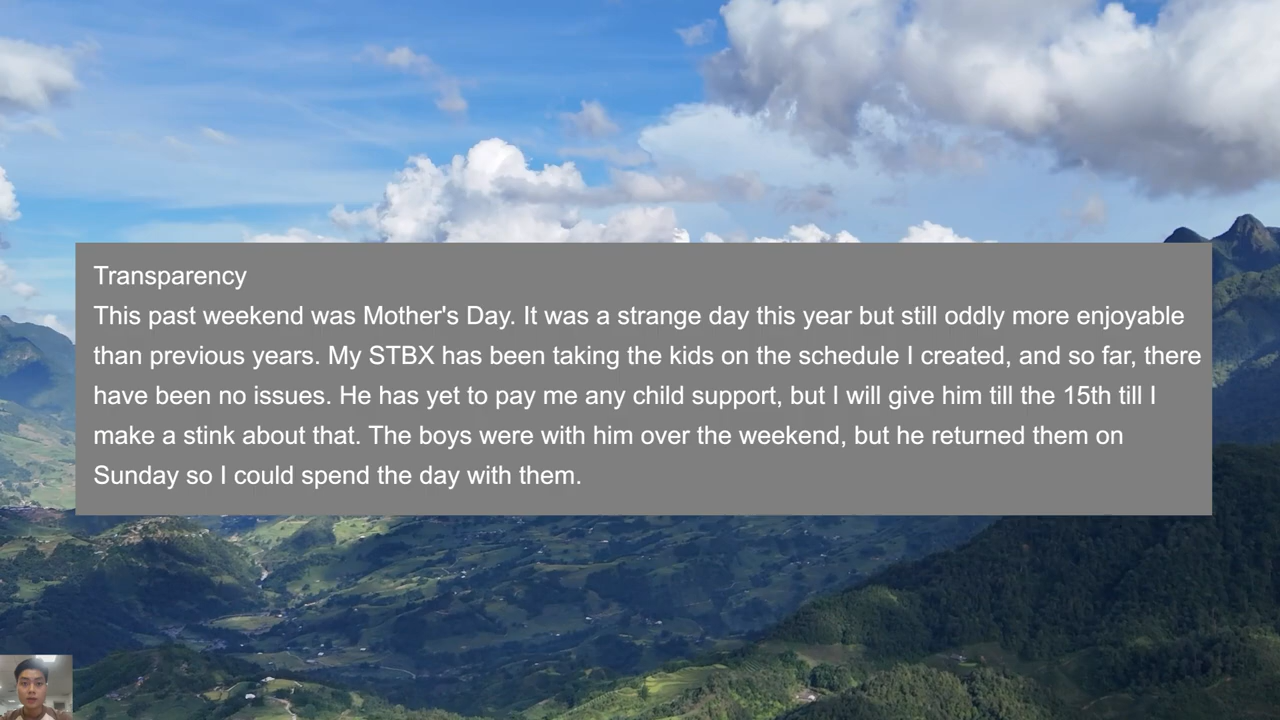 Transparency
This past weekend was Mother's Day. It was a strange day this year but still oddly more enjoyable
than previous years. My STBX has been taking the kids on the schedule I created, and so far, there
have been no issues. He has yet to pay me any child support, but I will give him till the 15th till I
make a stink about that. The boys were with him over the weekend, but he returned them on
Sunday so I could spend the day with them.